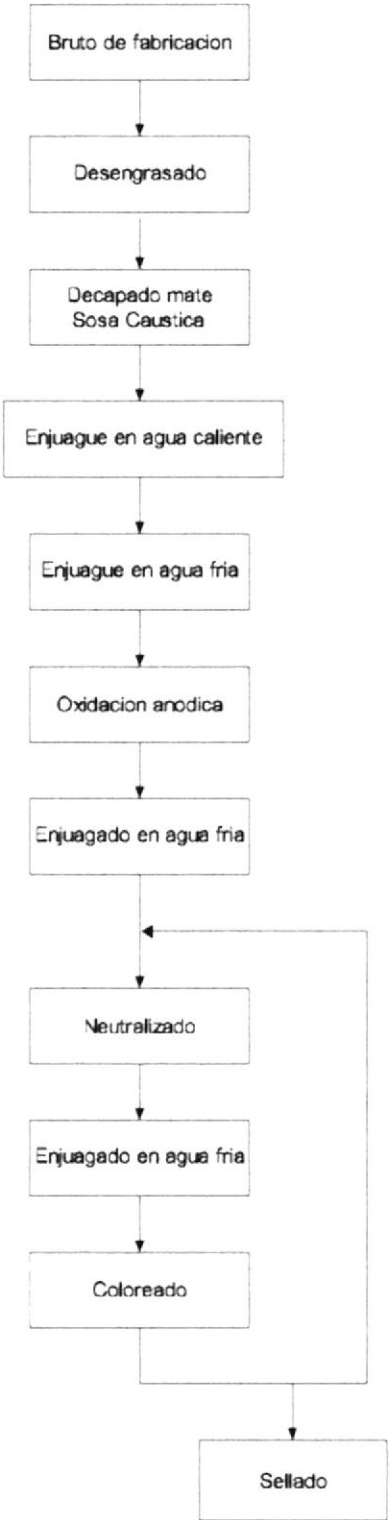 Bruto de fabricacion
Desengrasado
Decapado mate
Sosa Caustica
Enjuague en agua caliente
Enjuague en agua fria
Oxidacion anodica
Enjuagado en agua fria
Neutralizado
Enjuagado en agua fria
Coloreado
Sellado